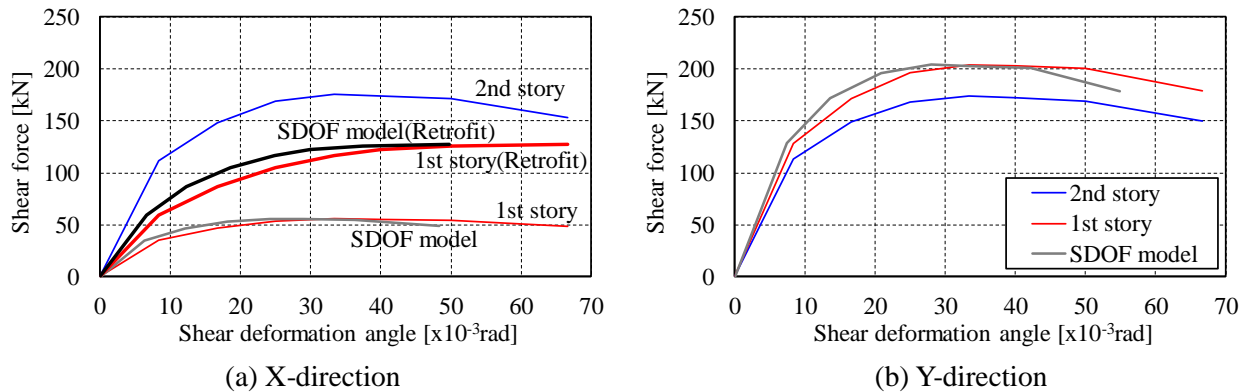 250
200
150
100
50
0
Shear force [kN]
2nd story
SDOF model(Retrofit)
1st story(Retrofit)
1st story
SDOF model
0 10 20 30 40 50 60 70
Shear deformation angle [x10⁻³rad]
(a) X-direction
250
200
150
100
50
0
Shear force [kN]
2nd story
1st story
SDOF model
0 10 20 30 40 50 60 70
Shear deformation angle [x10⁻³rad]
(b) Y-direction